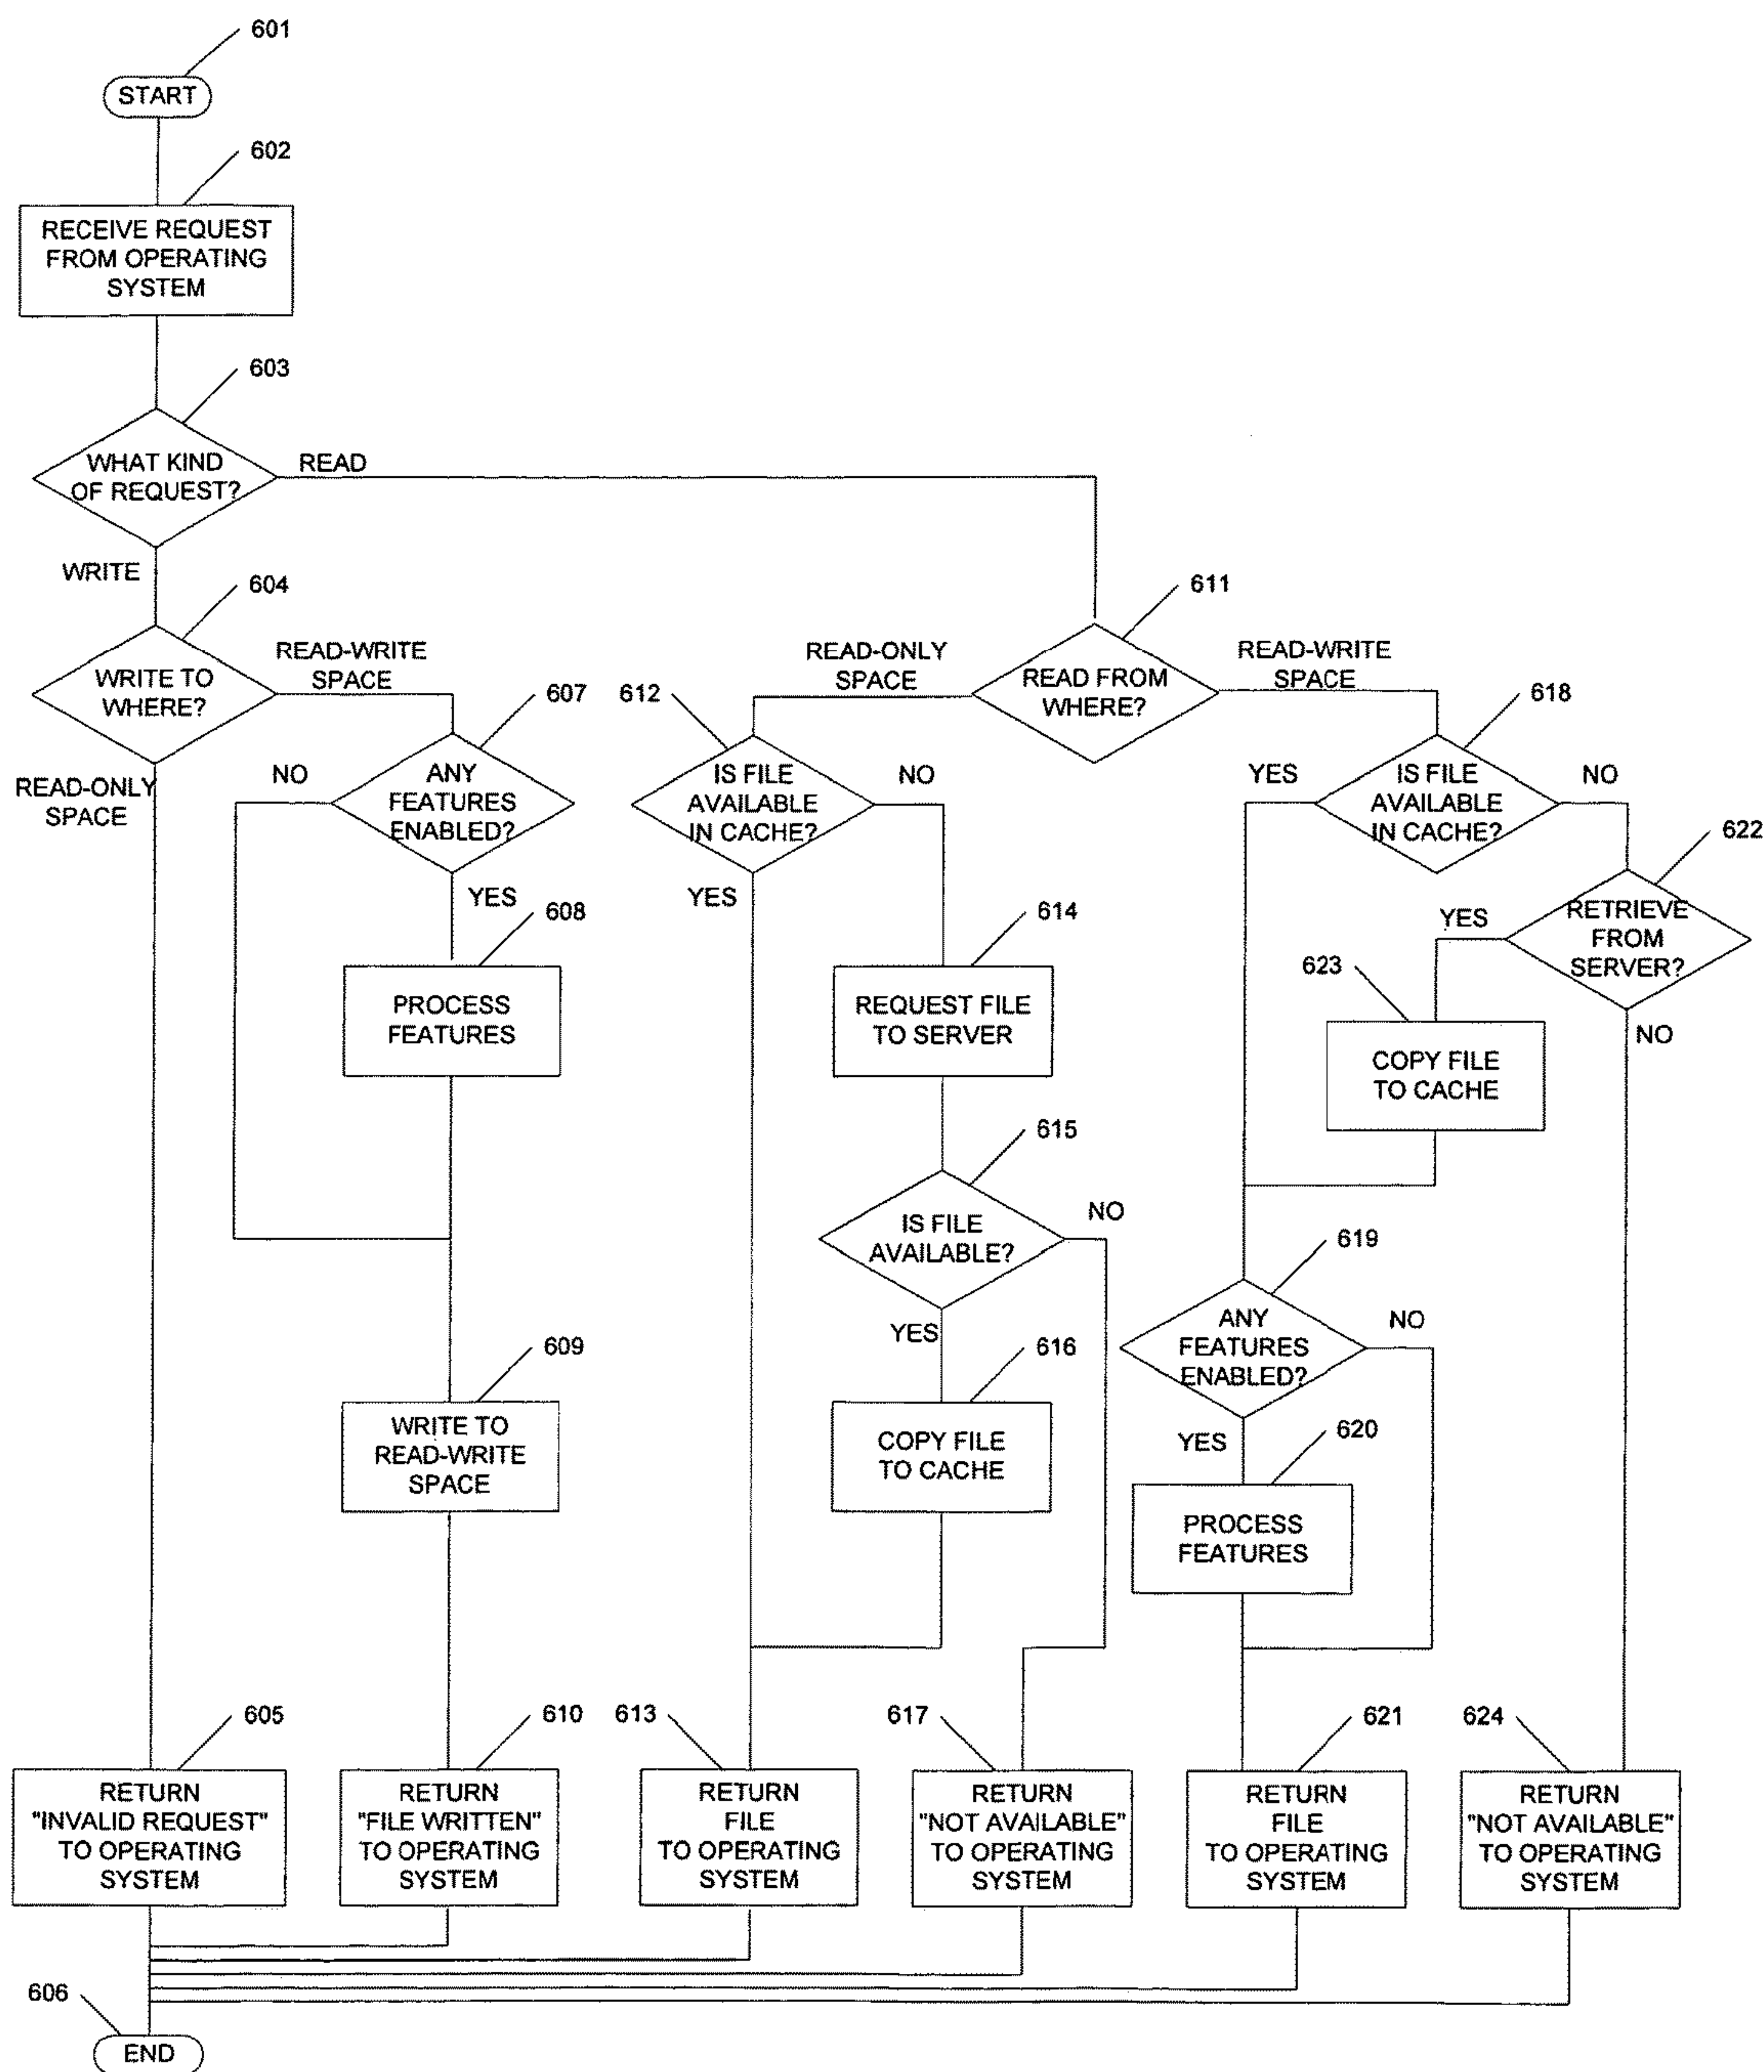 601
START
602
RECEIVE REQUEST
FROM OPERATING
SYSTEM
603
WHAT KIND
OF REQUEST?
READ
WRITE
604
WRITE TO
WHERE?
READ-WRITE
SPACE
READ-ONLY
SPACE
607
ANY
FEATURES
ENABLED?
NO
YES
608
PROCESS
FEATURES
609
WRITE TO
READ-WRITE
SPACE
611
READ FROM
WHERE?
READ-ONLY
SPACE
READ-WRITE
SPACE
612
IS FILE
AVAILABLE
IN CACHE?
NO
YES
614
REQUEST FILE
TO SERVER
615
IS FILE
AVAILABLE?
NO
YES
616
COPY FILE
TO CACHE
618
IS FILE
AVAILABLE
IN CACHE?
YES
NO
622
RETRIEVE
FROM
SERVER?
YES
NO
623
COPY FILE
TO CACHE
619
ANY
FEATURES
ENABLED?
NO
YES
620
PROCESS
FEATURES
605
RETURN
"INVALID REQUEST"
TO OPERATING
SYSTEM
610
RETURN
"FILE WRITTEN"
TO OPERATING
SYSTEM
613
RETURN
FILE
TO OPERATING
SYSTEM
617
RETURN
"NOT AVAILABLE"
TO OPERATING
SYSTEM
621
RETURN
FILE
TO OPERATING
SYSTEM
624
RETURN
"NOT AVAILABLE"
TO OPERATING
SYSTEM
606
END